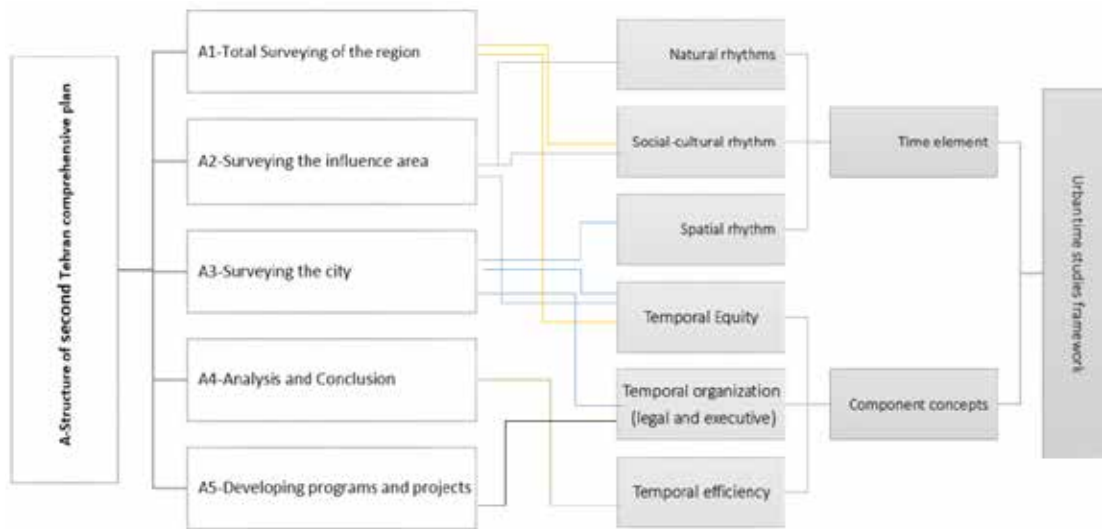 A-Structure of second Tehran comprehensive plan
A1-Total Surveying of the region
A2-Surveying the influence area
A3-Surveying the city
A4-Analysis and Conclusion
A5-Developing programs and projects
Natural rhythms
Social-cultural rhythm
Spatial rhythm
Temporal Equity
Temporal organization
(legal and executive)
Temporal efficiency
Time element
Component concepts
Urban time studies framework